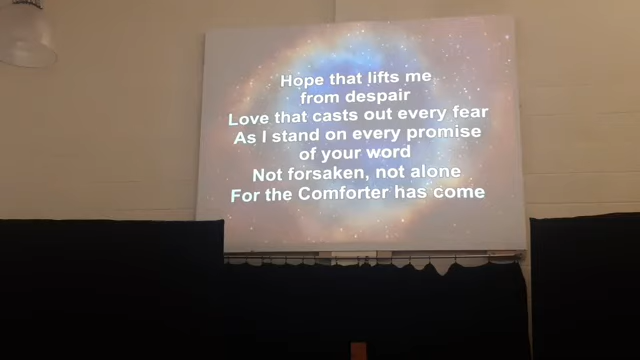 Hope that lifts me
from despair
Love that casts out every fear
As I stand on every promise
of your word
Not forsaken, not alone
For the Comforter has come